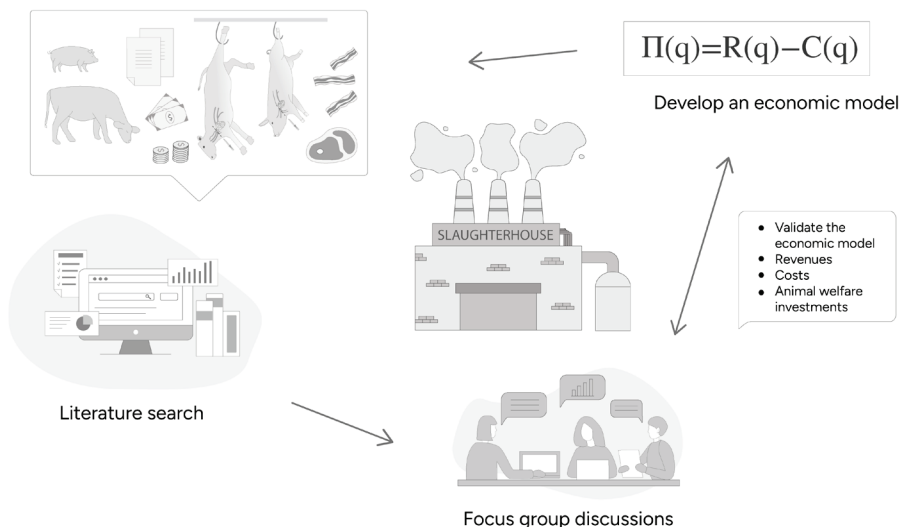 Π(q)=R(q)−C(q)
Develop an economic model
SLAUGHTERHOUSE
• Validate the
economic model
• Revenues
• Costs
• Animal welfare
investments
Literature search
Focus group discussions